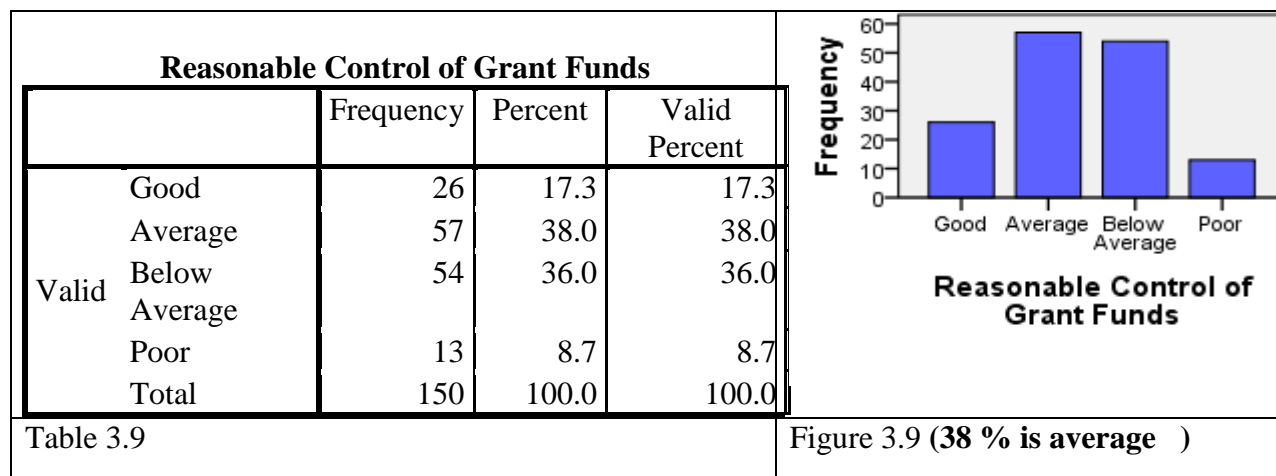 Reasonable Control of Grant Funds
Frequency Percent Valid Percent
Valid
Good 26 17.3 17.3
Average 57 38.0 38.0
Below Average 54 36.0 36.0
Poor 13 8.7 8.7
Total 150 100.0 100.0
Table 3.9
Frequency
60
50
40
30
20
10
0
Good Average Below Average Poor
Reasonable Control of
Grant Funds
Figure 3.9 (38 % is average )